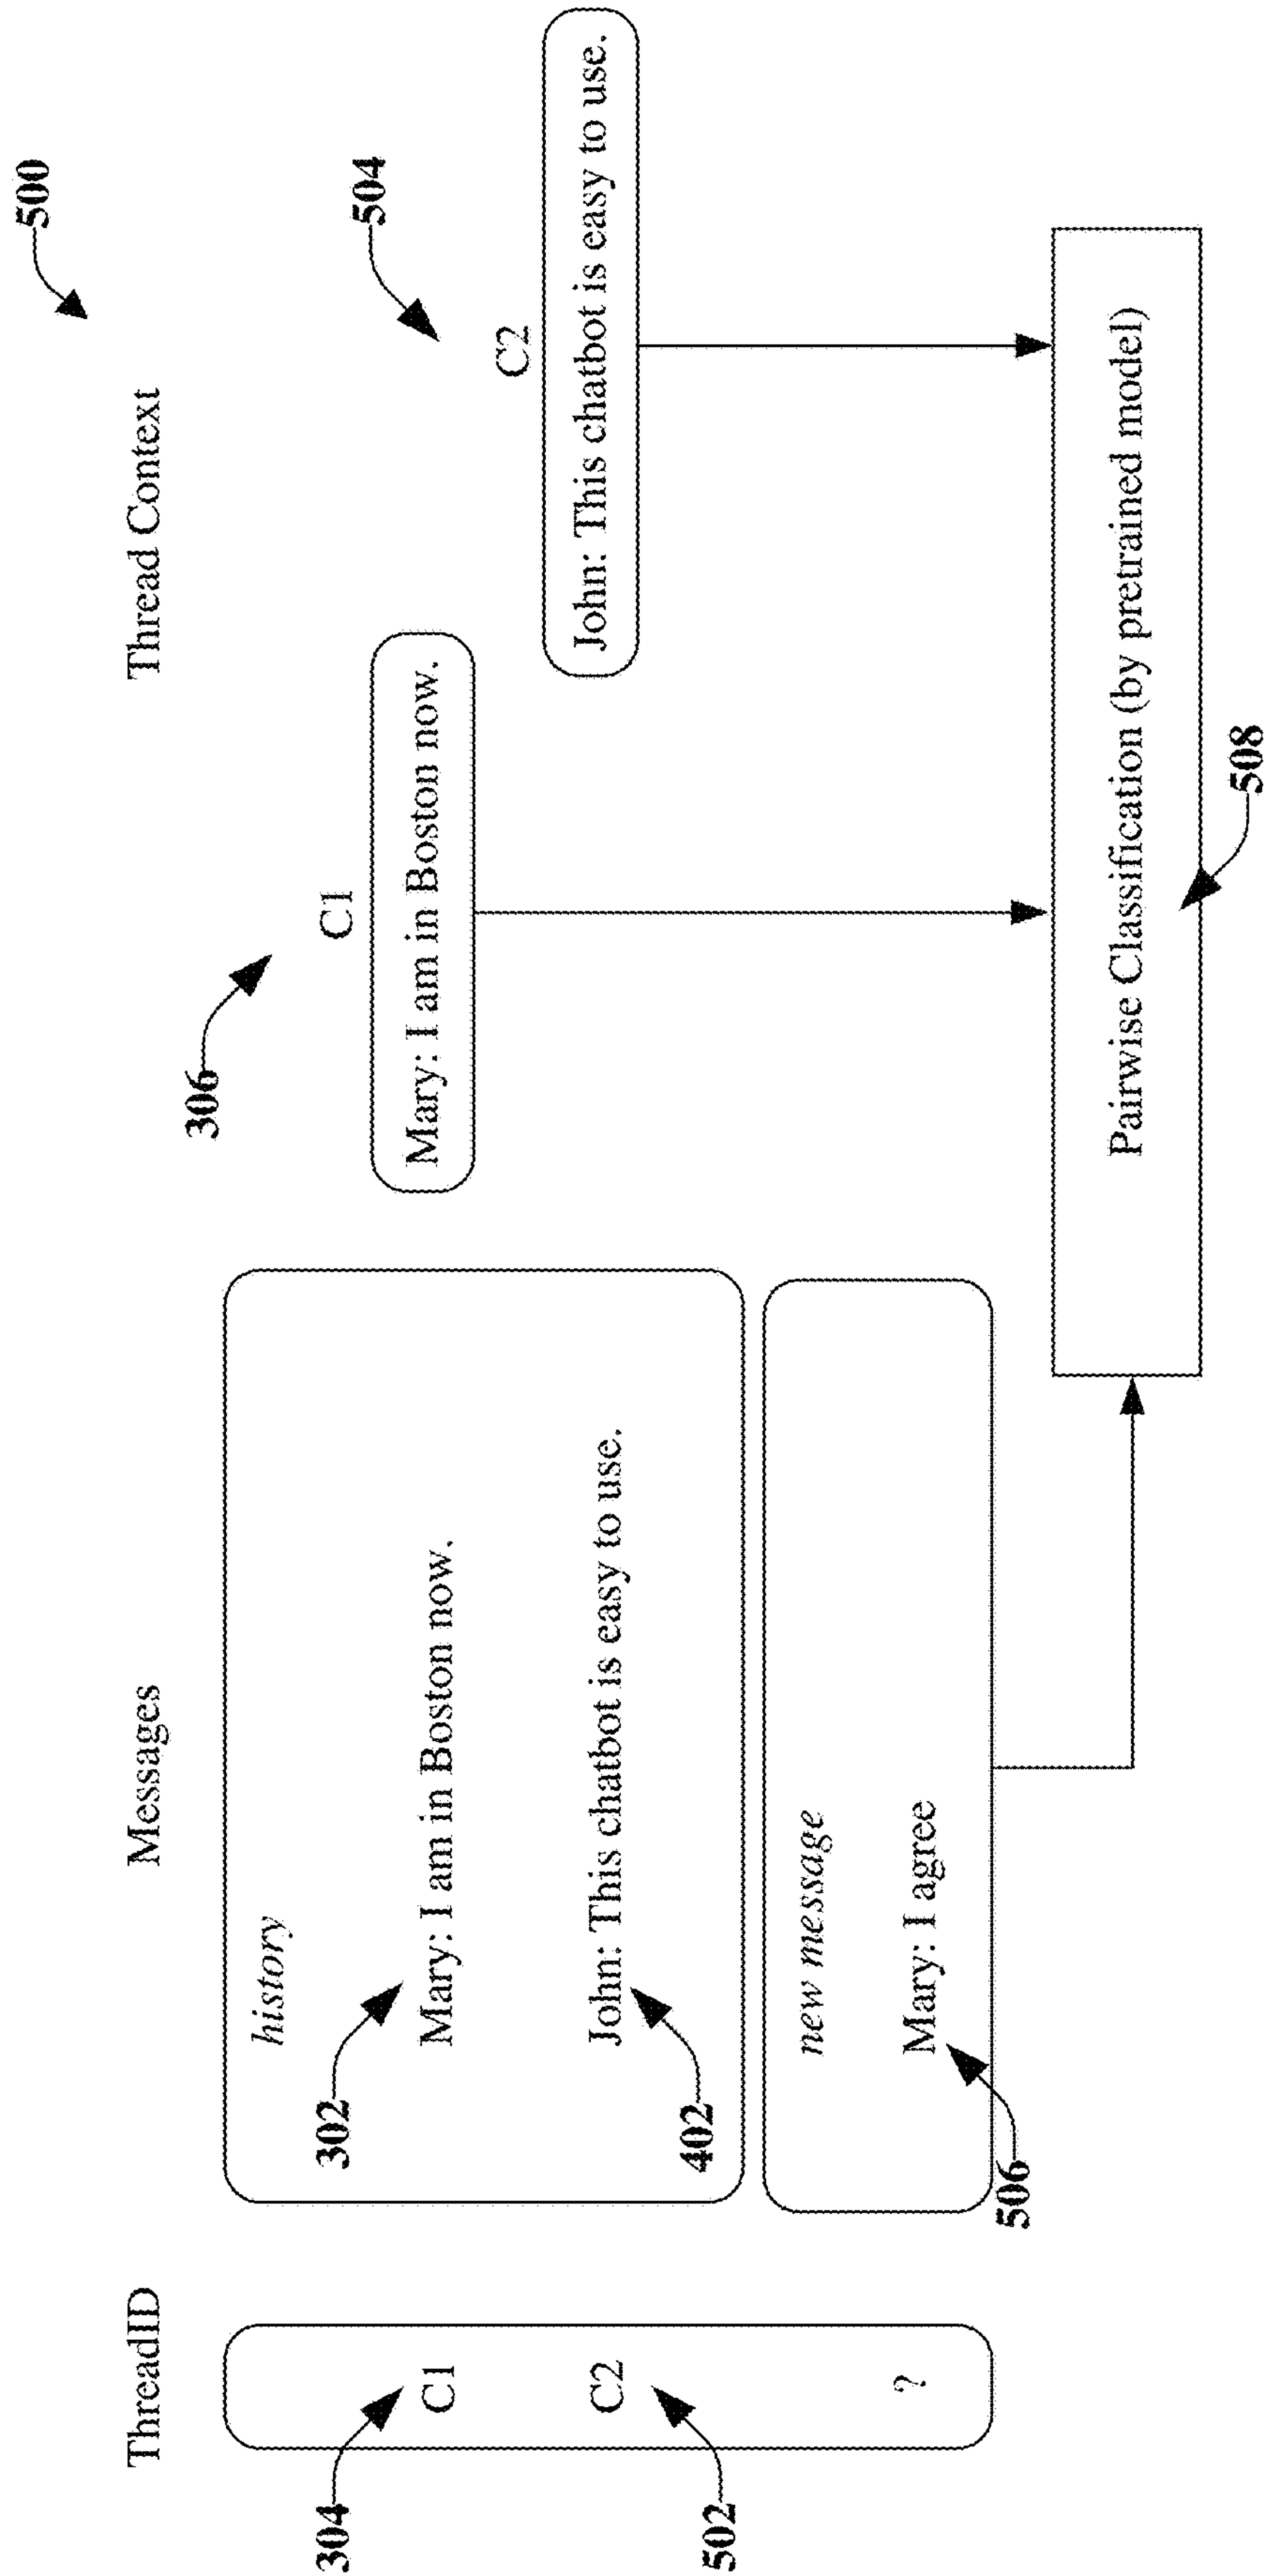 500
ThreadID
Messages
Thread Context
304
C1
502
C2
?
history
302
Mary: I am in Boston now.
402
John: This chatbot is easy to use.
new message
Mary: I agree
506
306
C1
Mary: I am in Boston now.
504
C2
John: This chatbot is easy to use.
Pairwise Classification (by pretrained model)
508